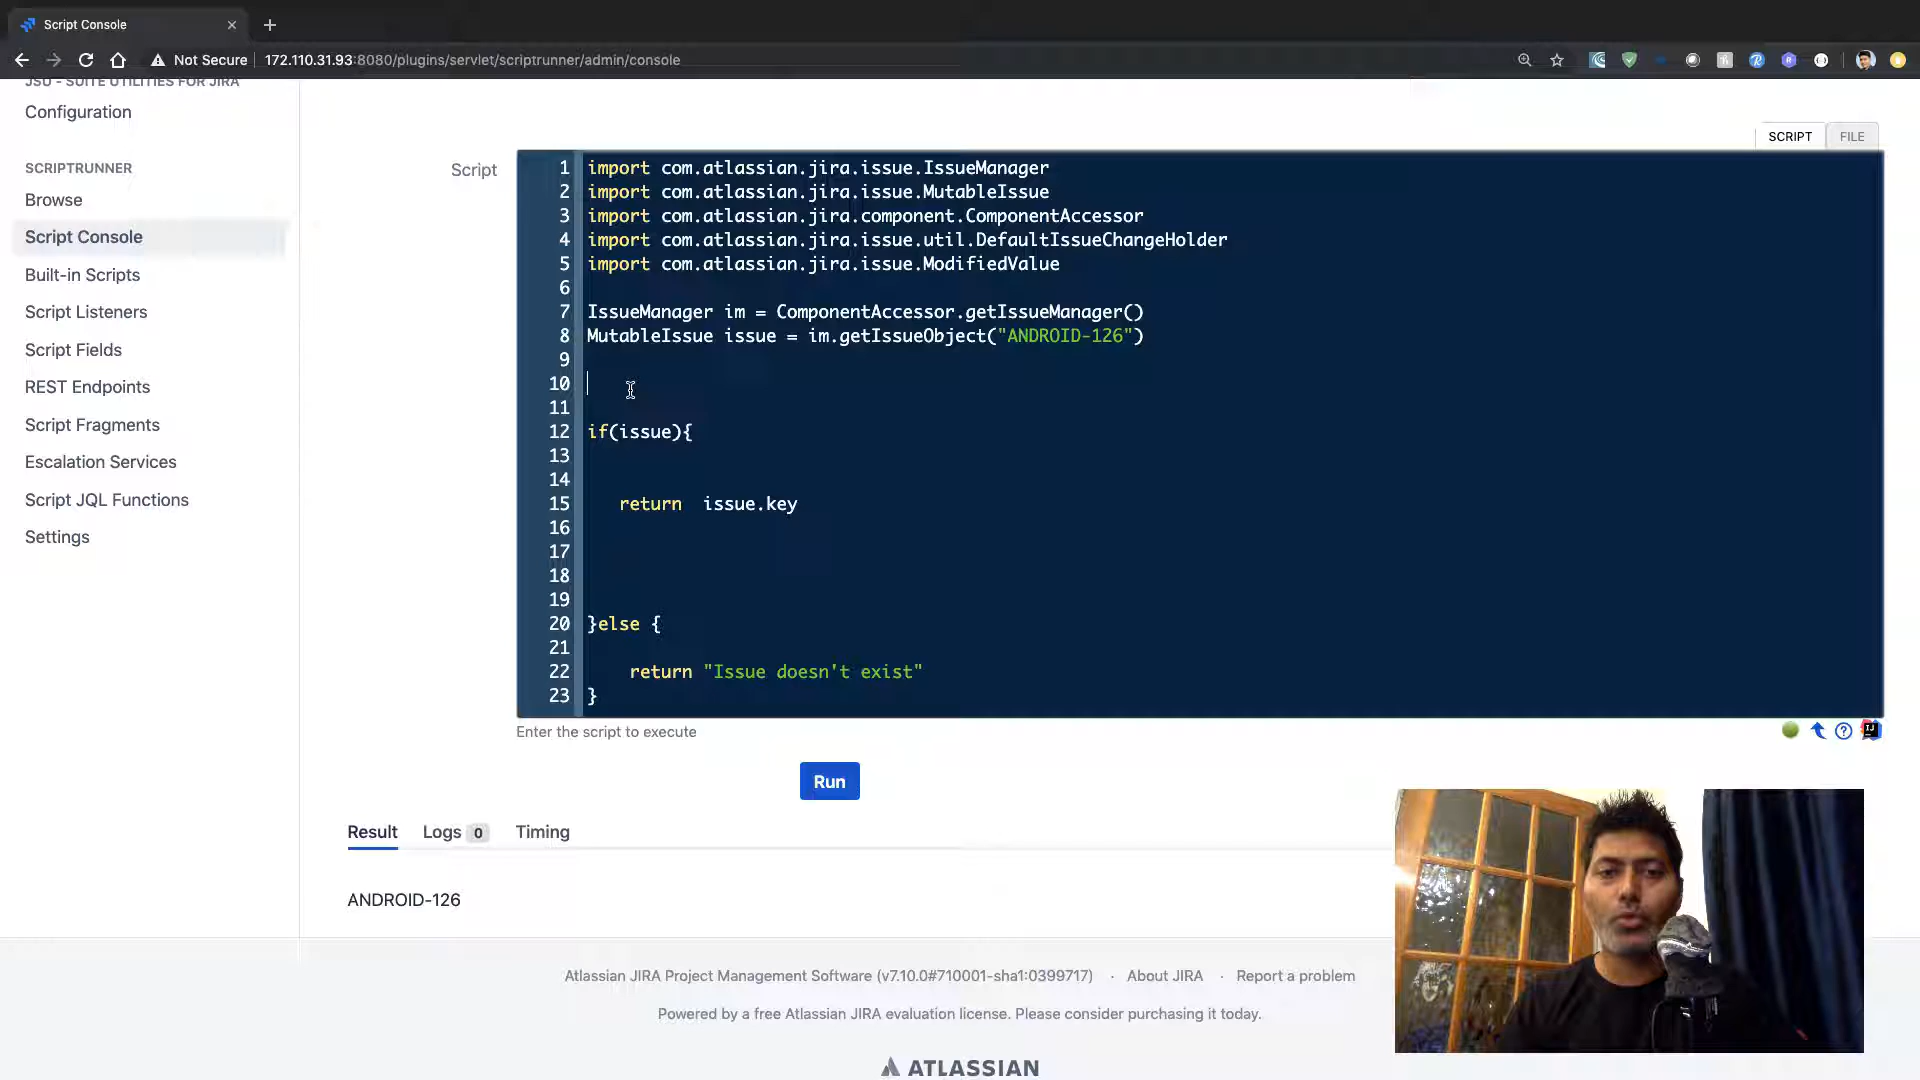 Script Console
Not Secure
172.110.31.93:8080/plugins/servlet/scriptrunner/admin/console
JSU - SUITE UTILITIES FOR JIRA
Configuration
SCRIPTRUNNER
Browse
Script Console
Built-in Scripts
Script Listeners
Script Fields
REST Endpoints
Script Fragments
Escalation Services
Script JQL Functions
Settings
SCRIPT FILE
Script
1 import com.atlassian.jira.issue.IssueManager
2 import com.atlassian.jira.issue.MutableIssue
3 import com.atlassian.jira.component.ComponentAccessor
4 import com.atlassian.jira.issue.util.DefaultIssueChangeHolder
5 import com.atlassian.jira.issue.ModifiedValue
6
7 IssueManager im = ComponentAccessor.getIssueManager()
8 MutableIssue issue = im.getIssueObject("ANDROID-126")
9
10
11
12 if(issue){
13
14
15 return  issue.key
16
17
18
19
20 }else {
21
22 return "Issue doesn't exist"
23 }
Enter the script to execute
Run
Result Logs 0 Timing
ANDROID-126
Atlassian JIRA Project Management Software (v7.10.0#710001-sha1:0399717) · About JIRA · Report a problem
Powered by a free Atlassian JIRA evaluation license. Please consider purchasing it today.
ATLASSIAN